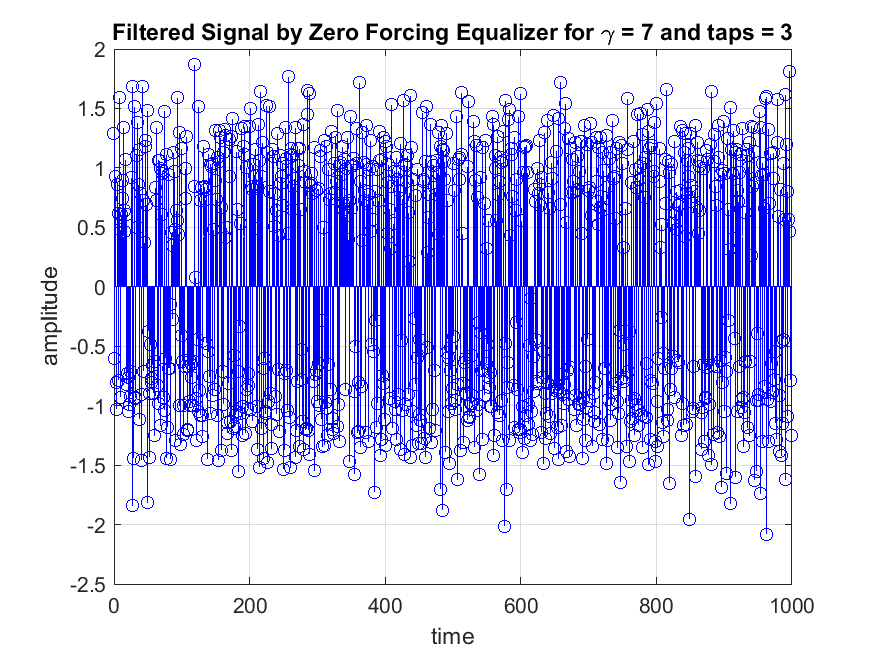 Filtered Signal by Zero Forcing Equalizer for γ = 7 and taps = 3
2
1.5
1
0.5
0
-0.5
-1
-1.5
-2
-2.5
amplitude
0 200 400 600 800 1000
time